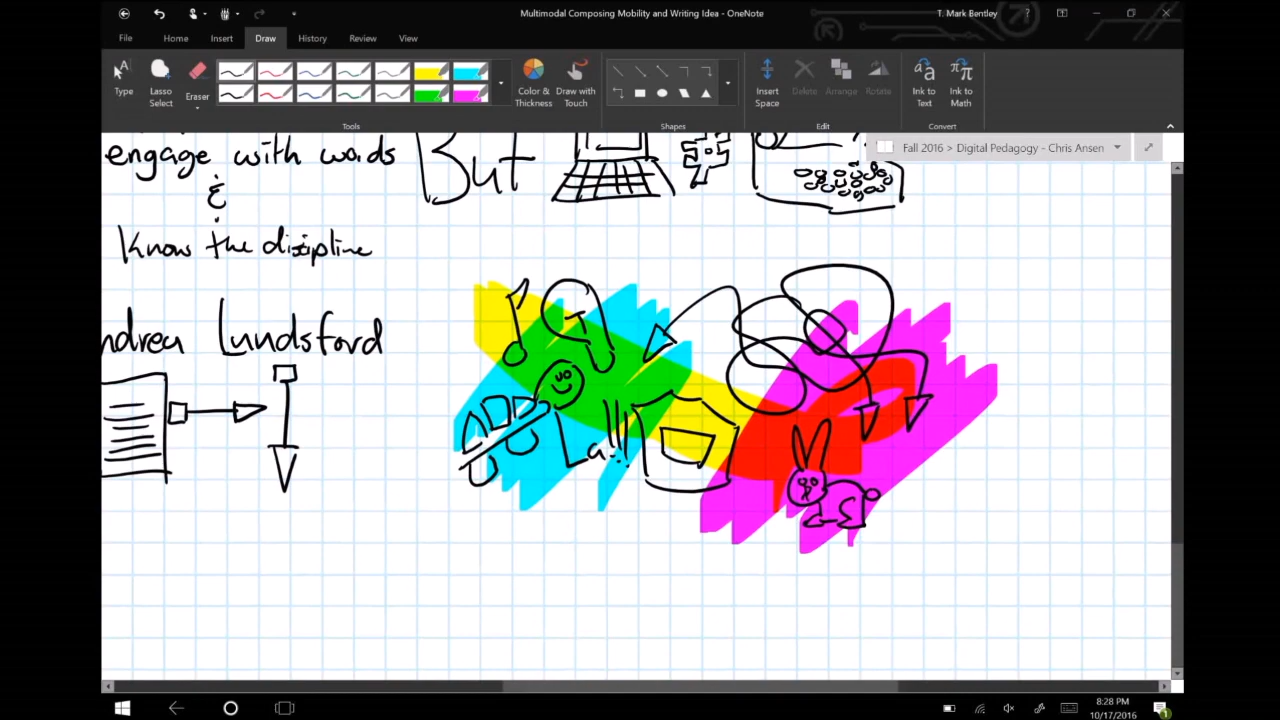 Multimodal Composing Mobility and Writing Idea - OneNote
T. Mark Bentley
?
File Home Insert Draw History Review View
Type
Lasso Select
Eraser
Color & Thickness
Draw with Touch
Insert Space
Delete
Arrange
Rotate
Ink to Text
Ink to Math
Tools
Shapes
Edit
Convert
Fall 2016 > Digital Pedagogy - Chris Ansen
engage with words
But
&
Know the discipline
ndrea Lundsford
La!!!
8:28 PM
10/17/2016